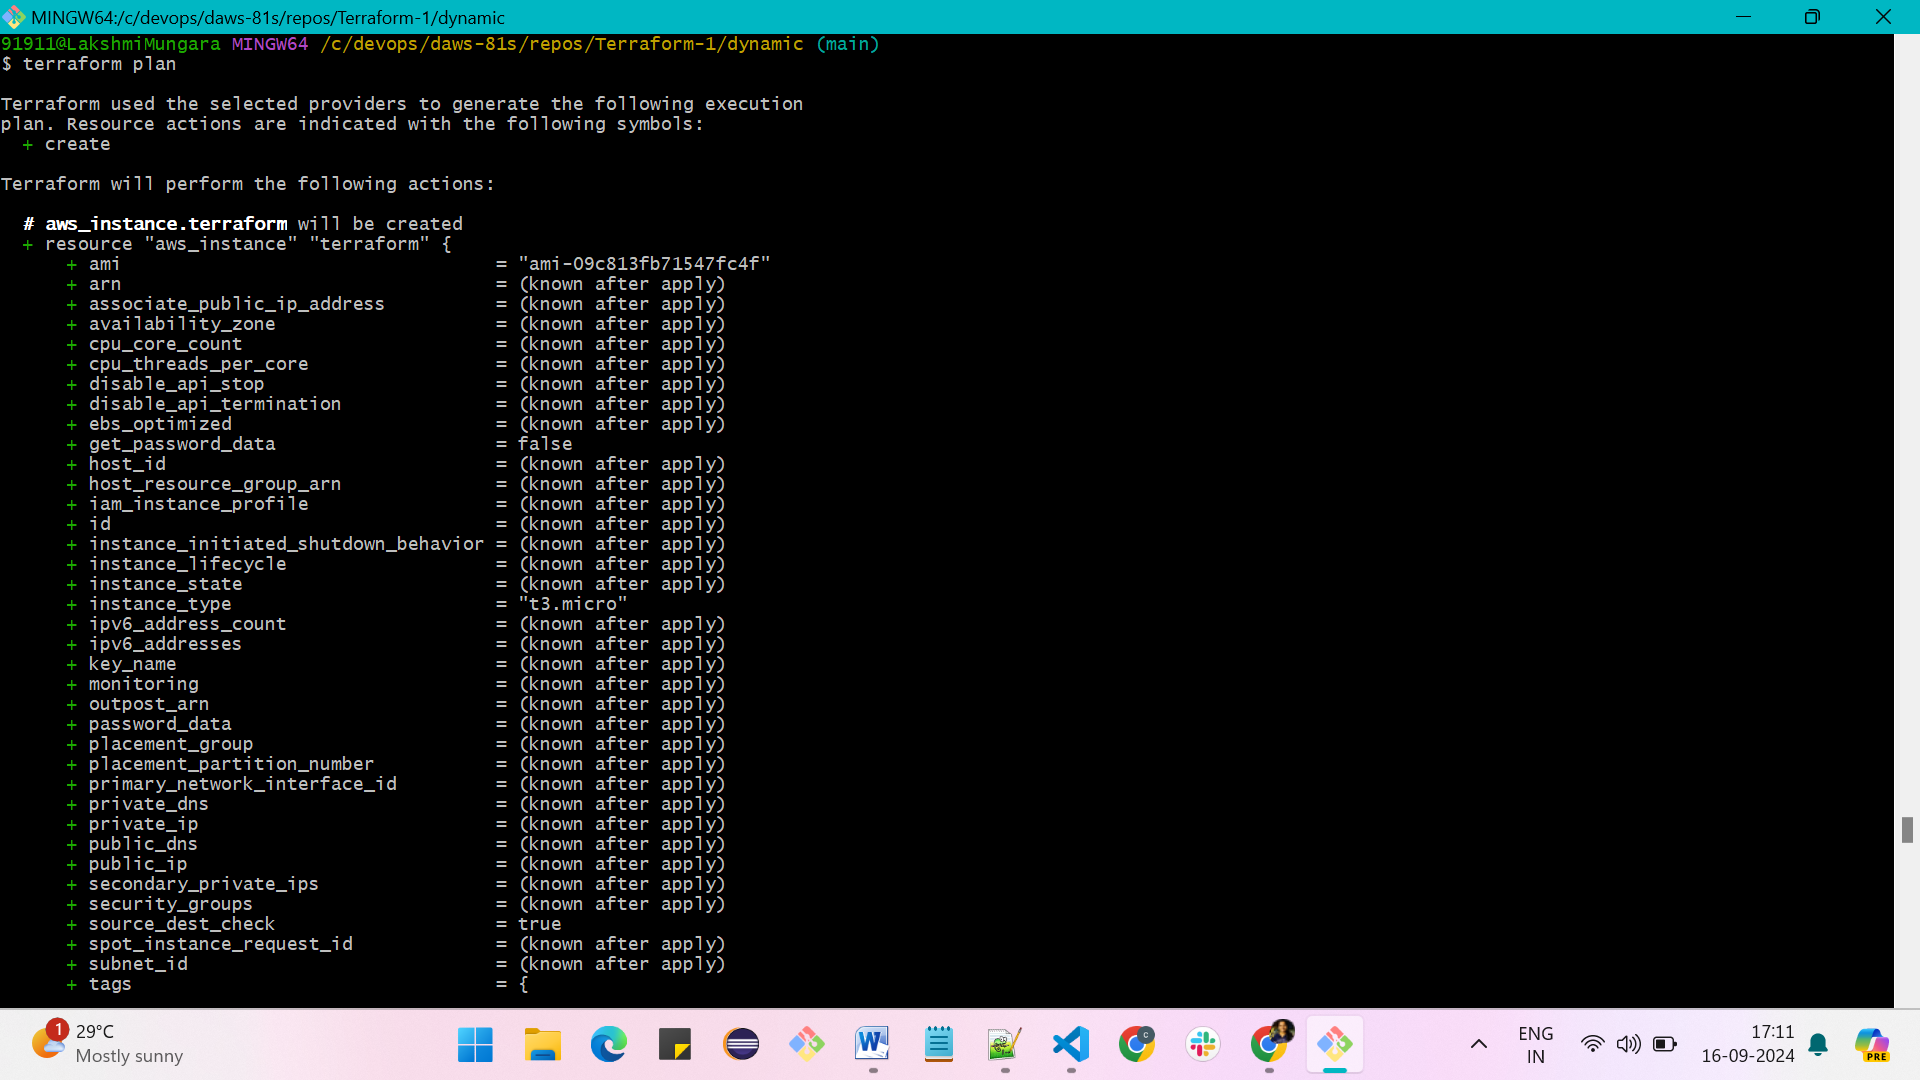 MINGW64:/c/devops/daws-81s/repos/Terraform-1/dynamic
91911@LakshmiMungara MINGW64 /c/devops/daws-81s/repos/Terraform-1/dynamic (main)
$ terraform plan
Terraform used the selected providers to generate the following execution
plan. Resource actions are indicated with the following symbols:
+ create
Terraform will perform the following actions:
# aws_instance.terraform will be created
+ resource "aws_instance" "terraform" {
+ ami = "ami-09c813fb71547fc4f"
+ arn = (known after apply)
+ associate_public_ip_address = (known after apply)
+ availability_zone = (known after apply)
+ cpu_core_count = (known after apply)
+ cpu_threads_per_core = (known after apply)
+ disable_api_stop = (known after apply)
+ disable_api_termination = (known after apply)
+ ebs_optimized = (known after apply)
+ get_password_data = false
+ host_id = (known after apply)
+ host_resource_group_arn = (known after apply)
+ iam_instance_profile = (known after apply)
+ id = (known after apply)
+ instance_initiated_shutdown_behavior = (known after apply)
+ instance_lifecycle = (known after apply)
+ instance_state = (known after apply)
+ instance_type = "t3.micro"
+ ipv6_address_count = (known after apply)
+ ipv6_addresses = (known after apply)
+ key_name = (known after apply)
+ monitoring = (known after apply)
+ outpost_arn = (known after apply)
+ password_data = (known after apply)
+ placement_group = (known after apply)
+ placement_partition_number = (known after apply)
+ primary_network_interface_id = (known after apply)
+ private_dns = (known after apply)
+ private_ip = (known after apply)
+ public_dns = (known after apply)
+ public_ip = (known after apply)
+ secondary_private_ips = (known after apply)
+ security_groups = (known after apply)
+ source_dest_check = true
+ spot_instance_request_id = (known after apply)
+ subnet_id = (known after apply)
+ tags = {
1
29°C
Mostly sunny
W
C
ENG
IN
17:11
16-09-2024
PRE